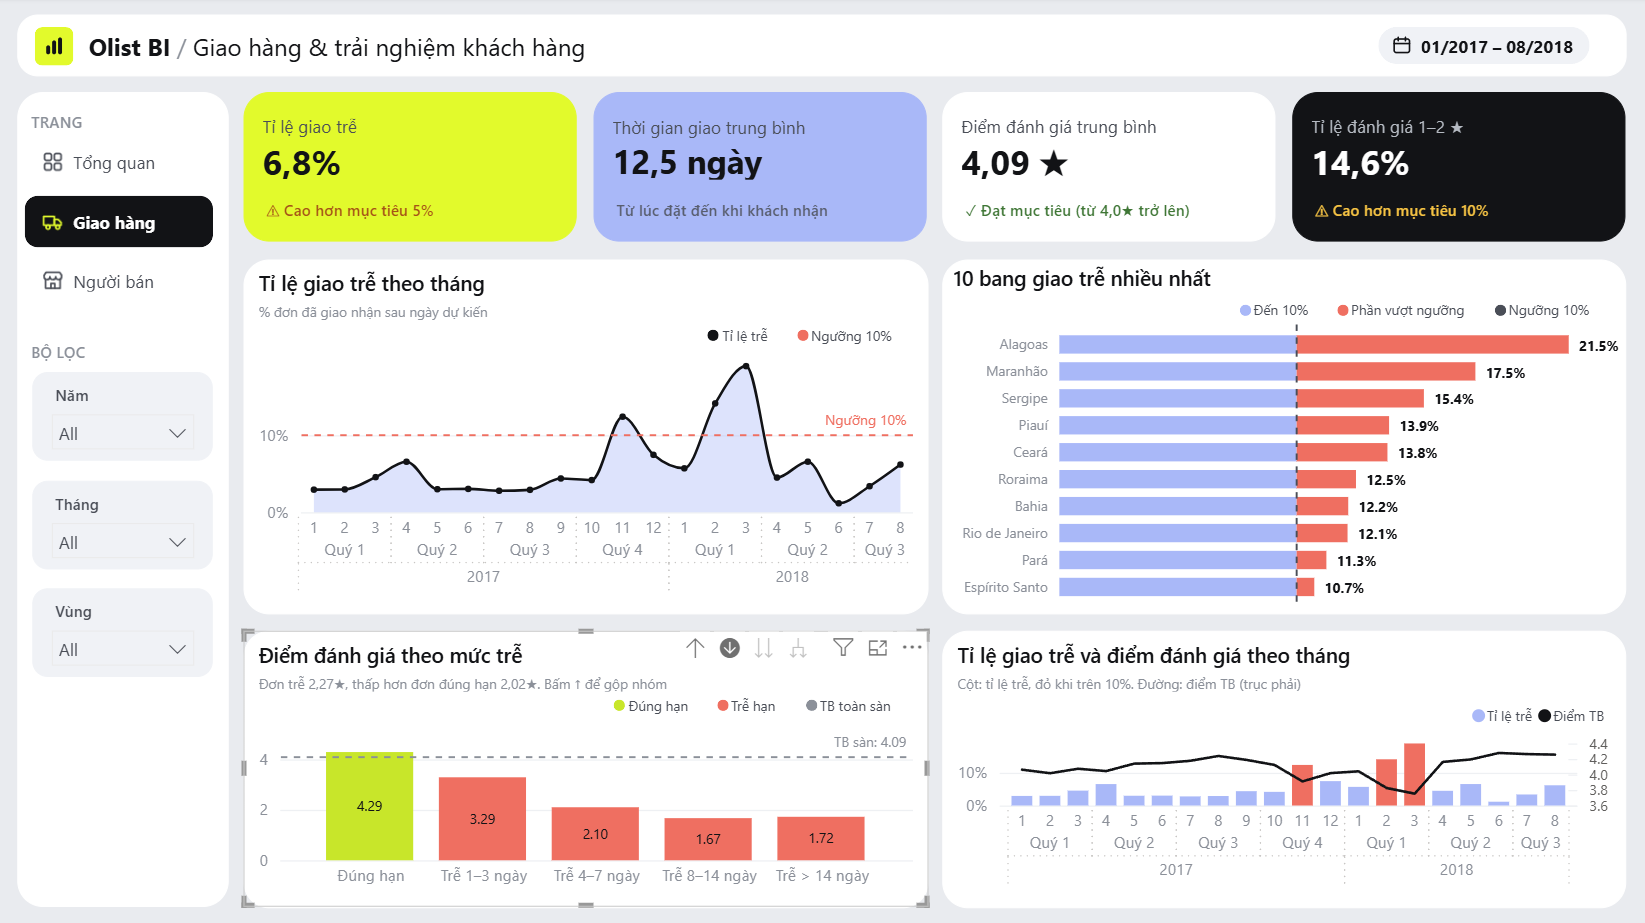 Olist BI / Giao hàng & trải nghiệm khách hàng
01/2017 – 08/2018
TRANG
Tổng quan
Giao hàng
Người bán
BỘ LỌC
Năm
All
Tháng
All
Vùng
All
Tỉ lệ giao trễ
6,8%
⚠ Cao hơn mục tiêu 5%
Thời gian giao trung bình
12,5 ngày
Từ lúc đặt đến khi khách nhận
Điểm đánh giá trung bình
4,09 ★
✓ Đạt mục tiêu (từ 4,0★ trở lên)
Tỉ lệ đánh giá 1–2 ★
14,6%
⚠ Cao hơn mục tiêu 10%
Tỉ lệ giao trễ theo tháng
% đơn đã giao nhận sau ngày dự kiến
Tỉ lệ trễ Ngưỡng 10%
Ngưỡng 10%
10%
0%
1 2 3 4 5 6 7 8 9 10 11 12 1 2 3 4 5 6 7 8
Quý 1 Quý 2 Quý 3 Quý 4 Quý 1 Quý 2 Quý 3
2017 2018
10 bang giao trễ nhiều nhất
Đến 10% Phần vượt ngưỡng Ngưỡng 10%
Alagoas 21.5%
Maranhão 17.5%
Sergipe 15.4%
Piauí 13.9%
Ceará 13.8%
Roraima 12.5%
Bahia 12.2%
Rio de Janeiro 12.1%
Pará 11.3%
Espírito Santo 10.7%
Điểm đánh giá theo mức trễ
Đơn trễ 2,27★, thấp hơn đơn đúng hạn 2,02★. Bấm ↑ để gộp nhóm
Đúng hạn Trễ hạn TB toàn sàn
TB sàn: 4.09
4
2
0
4.29 3.29 2.10 1.67 1.72
Đúng hạn Trễ 1–3 ngày Trễ 4–7 ngày Trễ 8–14 ngày Trễ > 14 ngày
Tỉ lệ giao trễ và điểm đánh giá theo tháng
Cột: tỉ lệ trễ, đỏ khi trên 10%. Đường: điểm TB (trục phải)
Tỉ lệ trễ Điểm TB
10%
0%
4.4
4.2
4.0
3.8
3.6
1 2 3 4 5 6 7 8 9 10 11 12 1 2 3 4 5 6 7 8
Quý 1 Quý 2 Quý 3 Quý 4 Quý 1 Quý 2 Quý 3
2017 2018